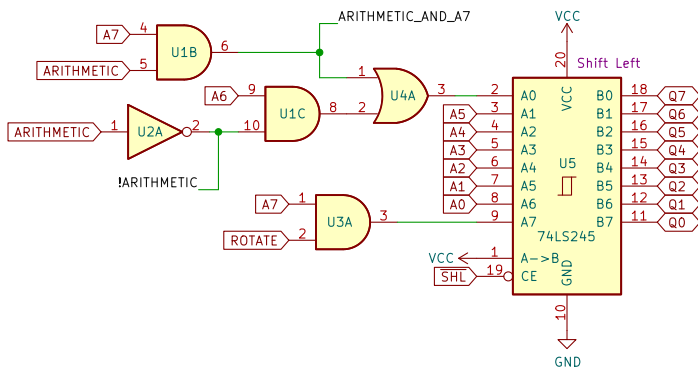 ARITHMETIC_AND_A7
VCC
A7 4
U1B
6
ARITHMETIC 5
20
Shift Left
1
U4A
3
2 A0
VCC
B0 18 Q7
A6 9
U1C
8
2
A5 3 A1
B1 17 Q6
ARITHMETIC 1
U2A
2
10
A4 4 A2
B2 16 Q5
A3 5 A3
B3 15 Q4
A2 6 A4
U5
B4 14 Q3
!ARITHMETIC
A1 7 A5
B5 13 Q2
A7 1
U3A
3
A0 8 A6
B6 12 Q1
9 A7
B7 11 Q0
ROTATE 2
74LS245
VCC 1 A->B
SHL 19 CE
GND
10
GND